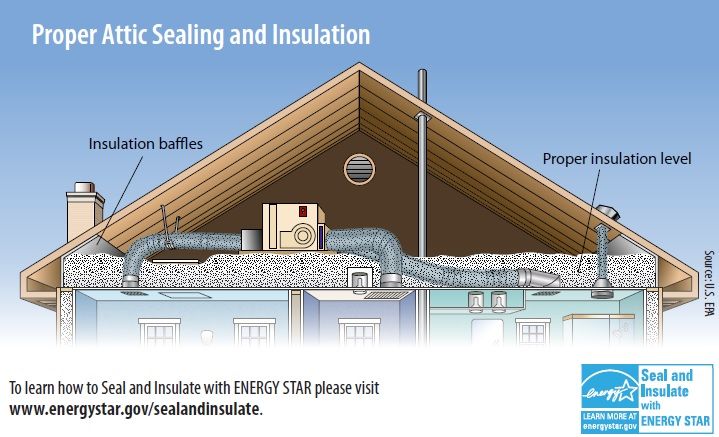 Proper Attic Sealing and Insulation
Insulation baffles
Proper insulation level
Source: U.S. EPA
To learn how to Seal and Insulate with ENERGY STAR please visit
www.energystar.gov/sealandinsulate.
energy
LEARN MORE AT
energystar.gov
Seal and
Insulate
with
ENERGY STAR